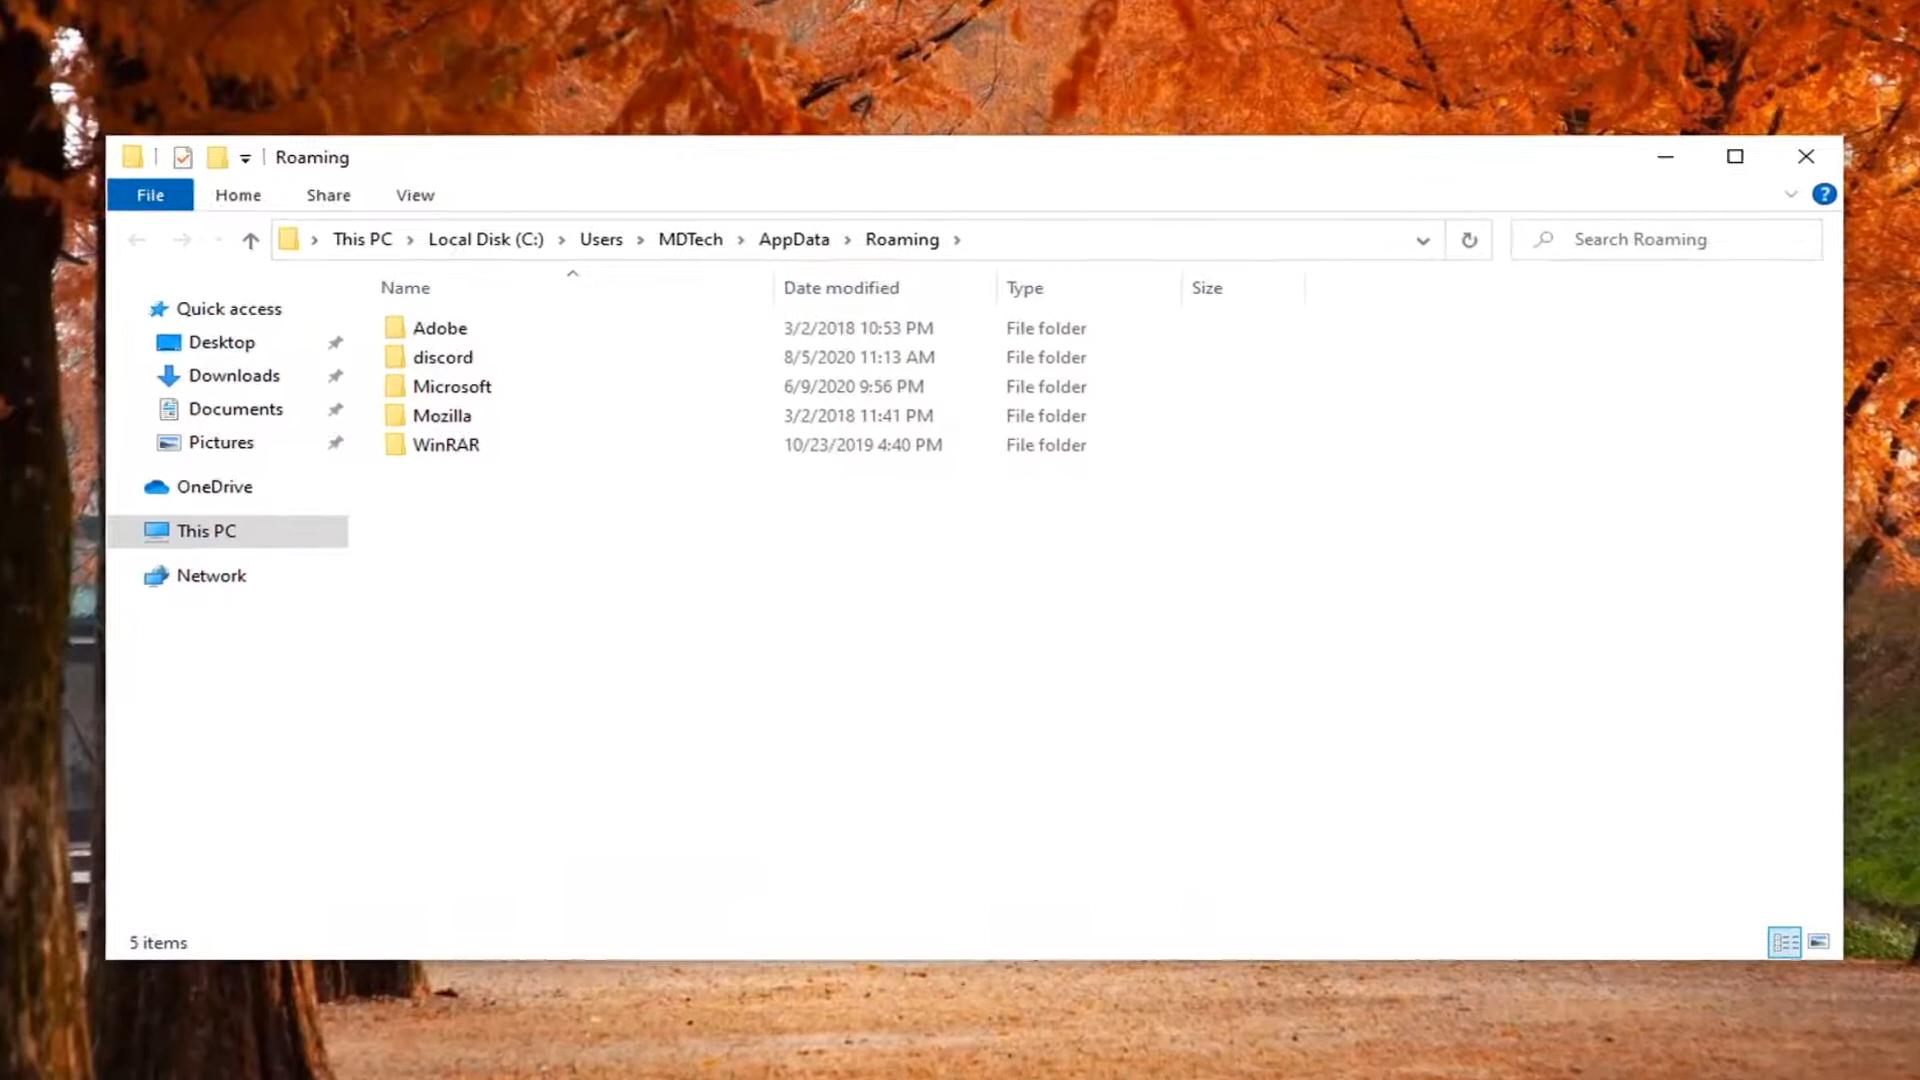 Roaming
File Home Share View
This PC Local Disk (C:) Users MDTech AppData Roaming
Search Roaming
Name Date modified Type Size
Quick access
Desktop
Downloads
Documents
Pictures
OneDrive
This PC
Network
Adobe 3/2/2018 10:53 PM File folder
discord 8/5/2020 11:13 AM File folder
Microsoft 6/9/2020 9:56 PM File folder
Mozilla 3/2/2018 11:41 PM File folder
WinRAR 10/23/2019 4:40 PM File folder
5 items